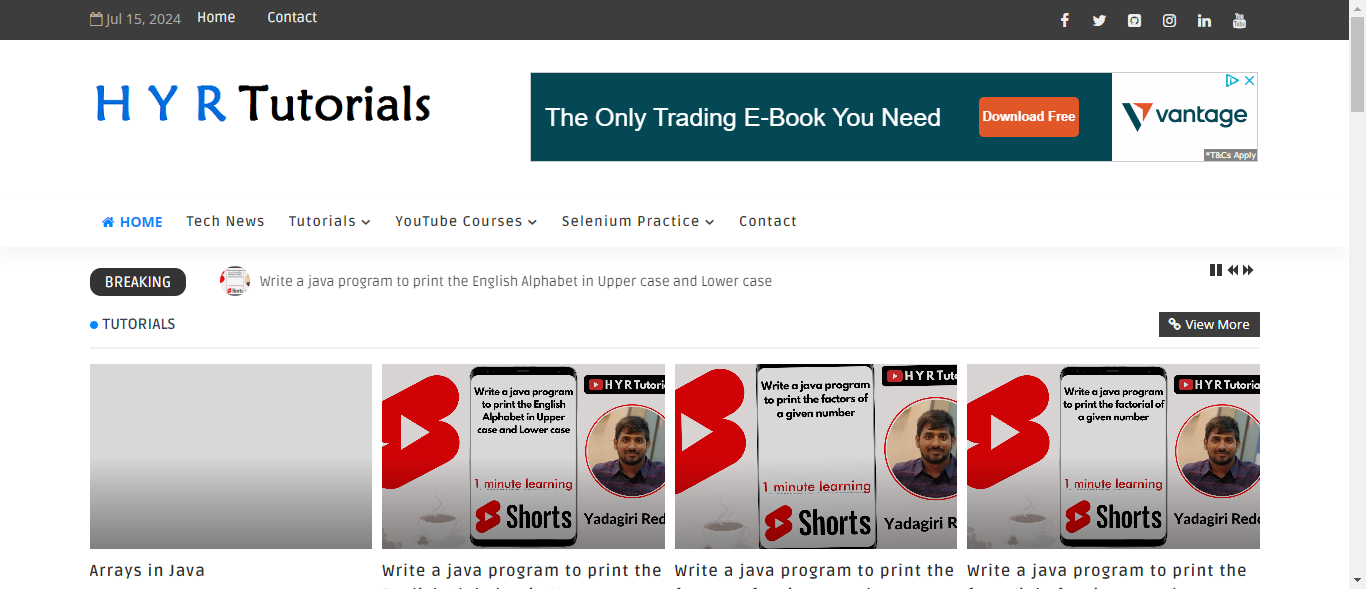 Jul 15, 2024 Home Contact
H Y R Tutorials
The Only Trading E-Book You Need Download Free vantage
*T&Cs Apply
HOME Tech News Tutorials YouTube Courses Selenium Practice Contact
BREAKING Write a java program to print the English Alphabet in Upper case and Lower case
TUTORIALS View More
Write a java program
to print the English
Alphabet in Upper
case and Lower case
H Y R Tutori
1 minute learning
Shorts
Yadagiri Red
Write a java program
to print the factors of
a given number
H Y R Tuto
1 minute learning
Shorts
Yadagiri R
Write a java program
to print the factorial of
a given number
H Y R Tutoria
1 minute learning
Shorts
Yadagiri Redd
Arrays in Java
Write a java program to print the
Write a java program to print the
Write a java program to print the